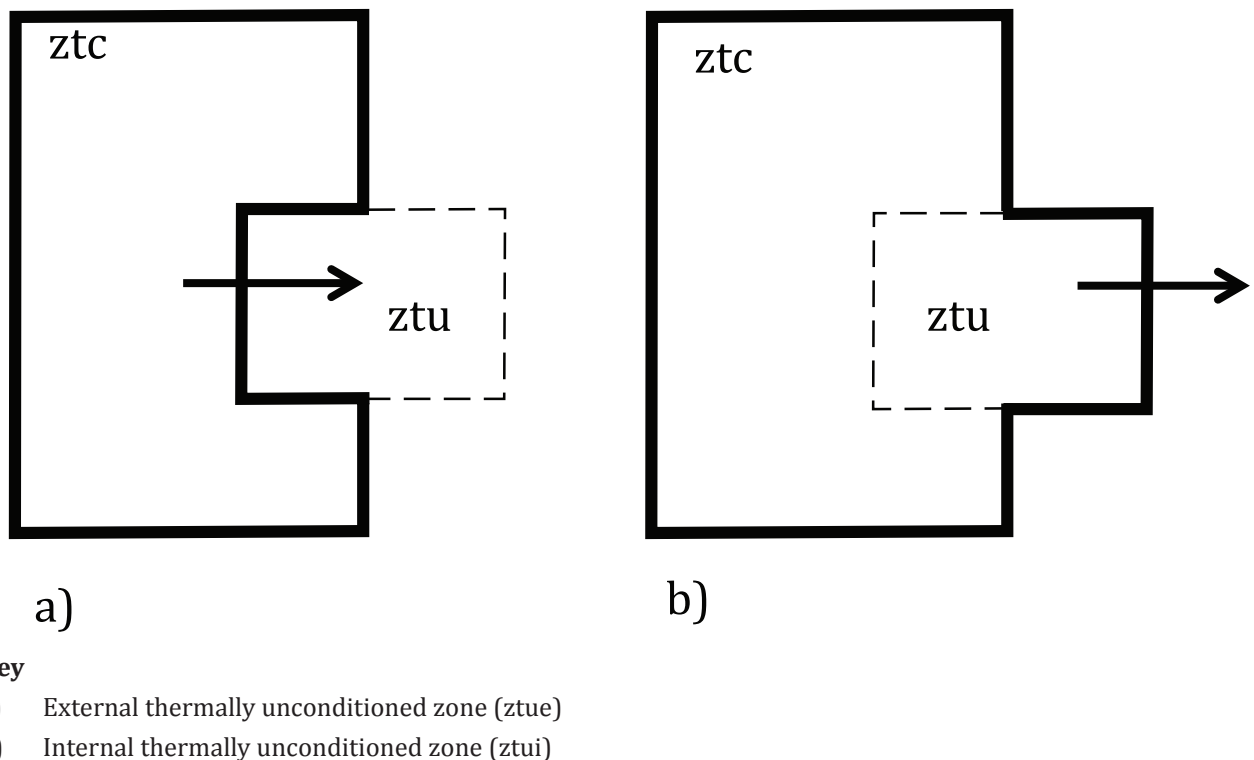 ztc
ztc
ztu
ztu
a)
b)
ey
) External thermally unconditioned zone (ztue)
) Internal thermally unconditioned zone (ztui)